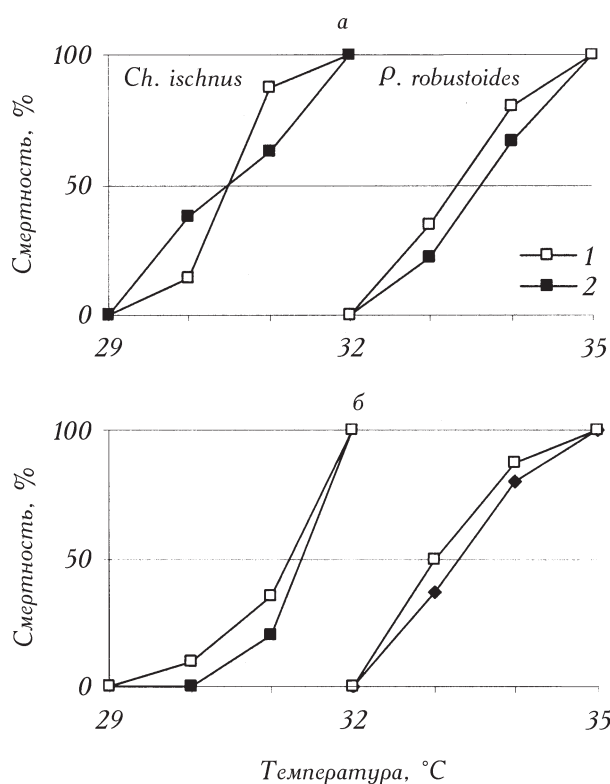 а
100
50
0
Смертность, %
Ch. ischnus
P. robustoides
1
2
29
32
35
б
100
50
0
Смертность, %
29
32
35
Температура, °С